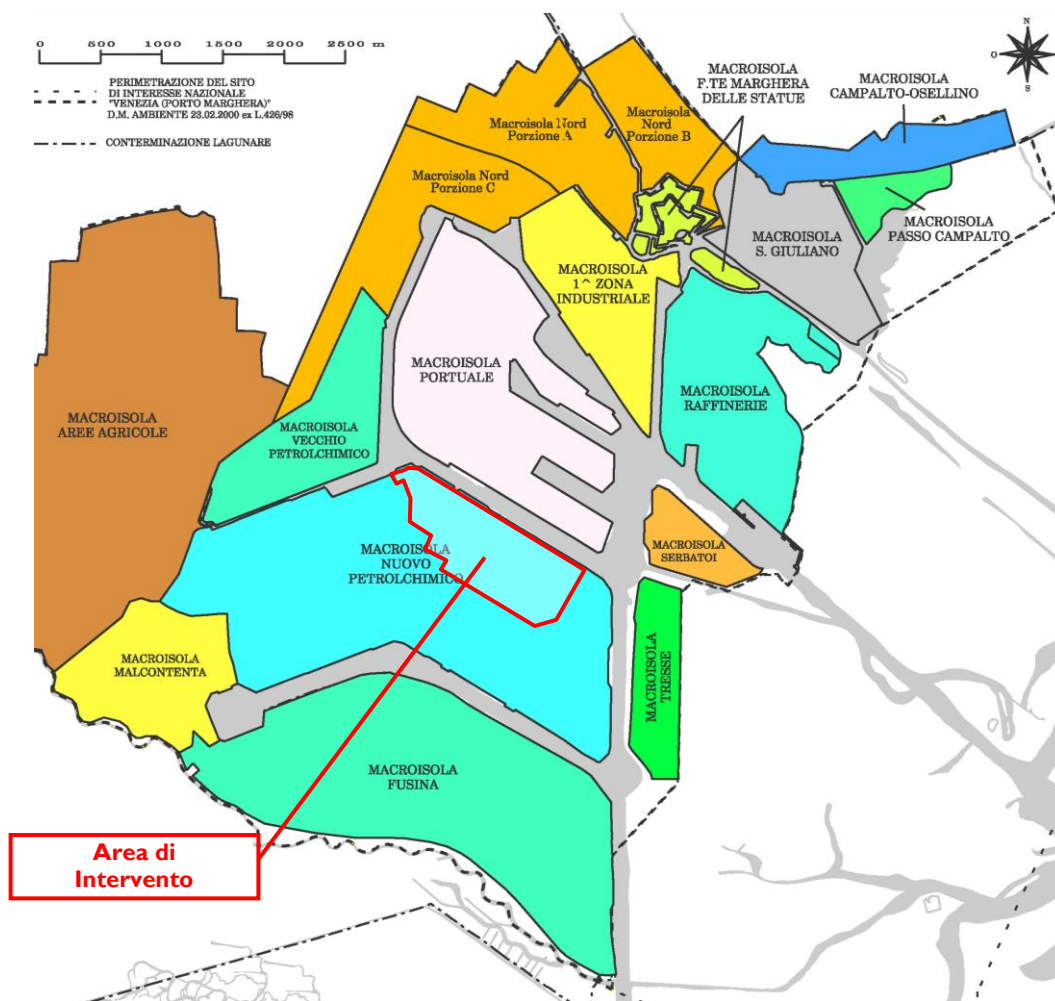 0 500 1000 1500 2000 2500 m
PERIMETRAZIONE DEL SITO
DI INTERESSE NAZIONALE
"VENEZIA (PORTO MARGHERA)"
D.M. AMBIENTE 23.02.2000 ex L.426/98
CONTERMINAZIONE LAGUNARE
N
O
E
S
MACROISOLA
F.TE MARGHERA
DELLE STATUE
MACROISOLA
CAMPALTO-OSELLINO
Macroisola Nord
Porzione A
Macroisola
Nord
Porzione B
Macroisola Nord
Porzione C
MACROISOLA
PASSO CAMPALTO
MACROISOLA
S. GIULIANO
MACROISOLA
1^ ZONA
INDUSTRIALE
MACROISOLA
PORTUALE
MACROISOLA
RAFFINERIE
MACROISOLA
AREE AGRICOLE
MACROISOLA
VECCHIO
PETROLCHIMICO
MACROISOLA
SERBATOI
MACROISOLA
NUOVO
PETROLCHIMICO
MACROISOLA
MALCONTENTA
MACROISOLA
TRESSE
MACROISOLA
FUSINA
Area di
Intervento